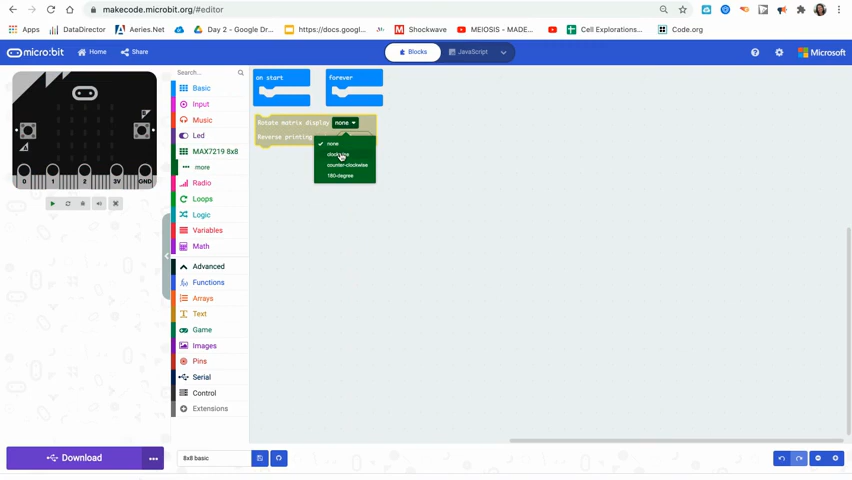 makecode.microbit.org/#editor
Apps
DataDirector
Aeries.Net
Day 2 - Google Dr...
https://docs.googl...
M
Shockwave
MEIOSIS - MADE...
Cell Explorations...
Code.org
micro:bit
Home
Share
Blocks
JavaScript
Microsoft
Search...
on start
forever
Basic
Input
Music
Led
MAX7219 8x8
more
Radio
Loops
Logic
Variables
Math
Advanced
Functions
Arrays
Text
Game
Images
Pins
Serial
Control
Extensions
Rotate matrix display none
Reverse printing
none
clockwise
counter-clockwise
180-degree
0 1 2 3V GND
Download
8x8 basic